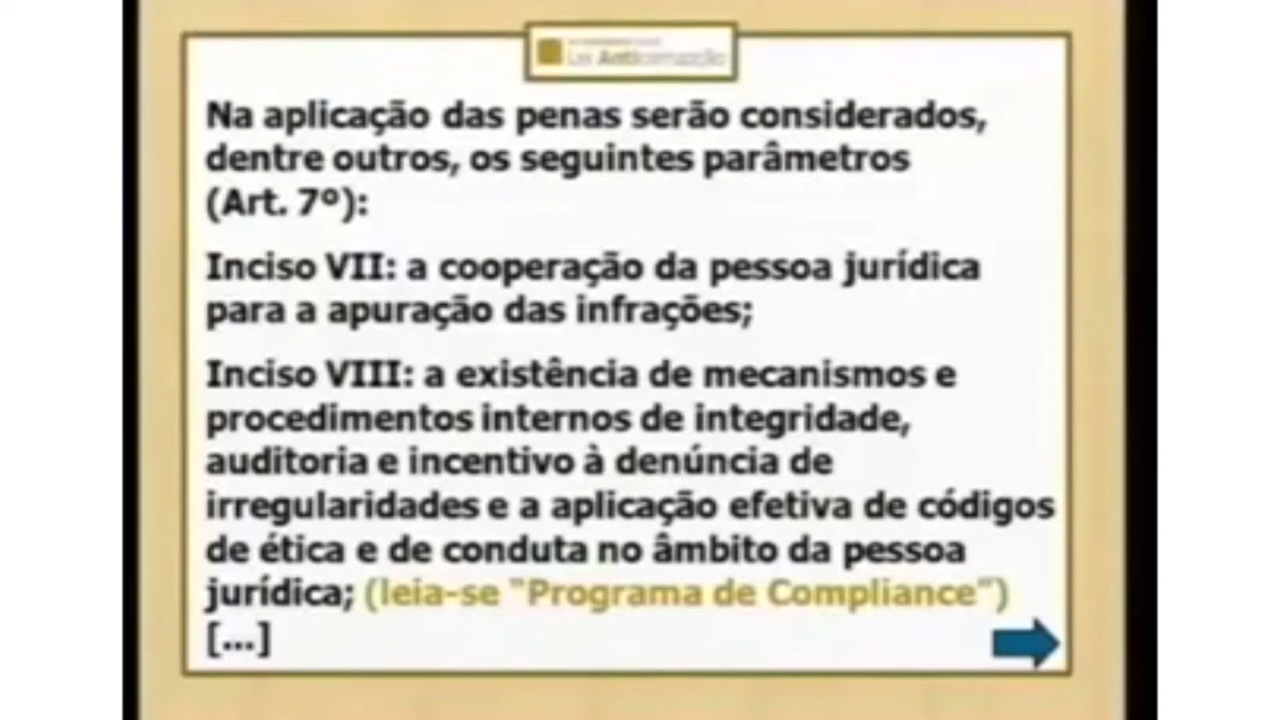 Lei Anticorrupção
Na aplicação das penas serão considerados,
dentre outros, os seguintes parâmetros
(Art. 7º):
Inciso VII: a cooperação da pessoa jurídica
para a apuração das infrações;
Inciso VIII: a existência de mecanismos e
procedimentos internos de integridade,
auditoria e incentivo à denúncia de
irregularidades e a aplicação efetiva de códigos
de ética e de conduta no âmbito da pessoa
jurídica; (leia-se "Programa de Compliance")
[...]